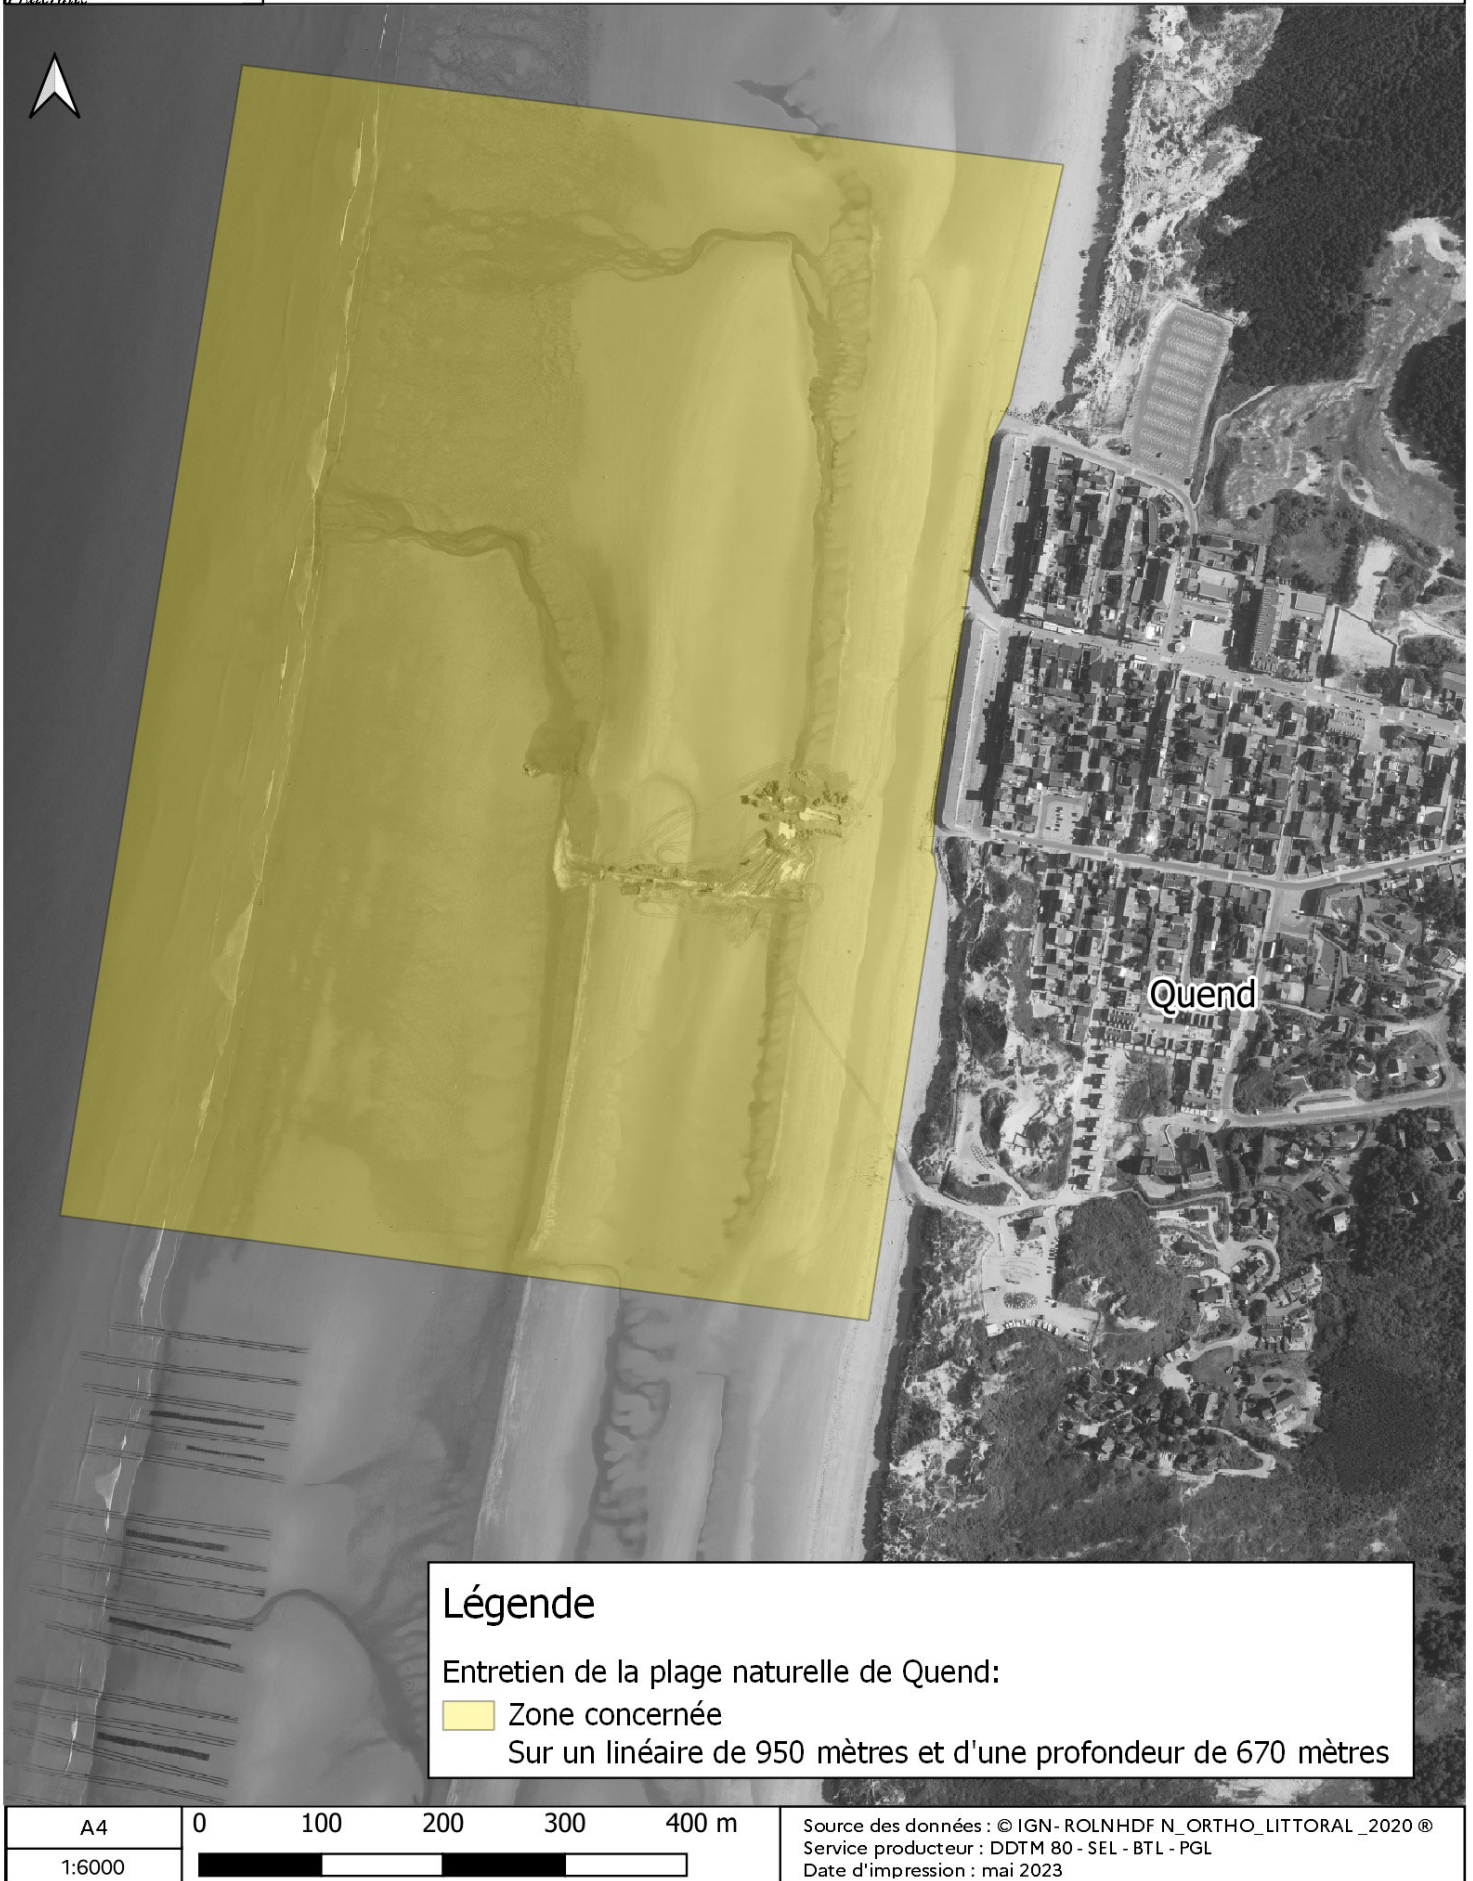 Quend
Légende
Entretien de la plage naturelle de Quend:
Zone concernée
Sur un linéaire de 950 mètres et d'une profondeur de 670 mètres
A4
1:6000
0 100 200 300 400 m
Source des données : © IGN- ROLNHDF N_ORTHO_LITTORAL _2020 ®
Service producteur : DDTM 80 - SEL - BTL - PGL
Date d'impression : mai 2023